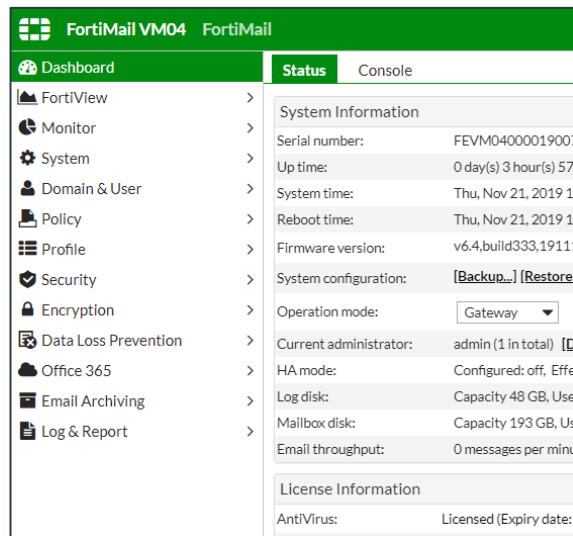 FortiMail VM04 FortiMail
Dashboard
FortiView
Monitor
System
Domain & User
Policy
Profile
Security
Encryption
Data Loss Prevention
Office 365
Email Archiving
Log & Report
Status Console
System Information
Serial number: FEVM0400001900
Up time: 0 day(s) 3 hour(s) 57
System time: Thu, Nov 21, 2019 1
Reboot time: Thu, Nov 21, 2019 1
Firmware version: v6.4,build333,1911
System configuration: [Backup...] [Restore
Operation mode: Gateway
Current administrator: admin (1 in total) [D
HA mode: Configured: off, Effe
Log disk: Capacity 48 GB, Use
Mailbox disk: Capacity 193 GB, Us
Email throughput: 0 messages per minu
License Information
AntiVirus: Licensed (Expiry date: